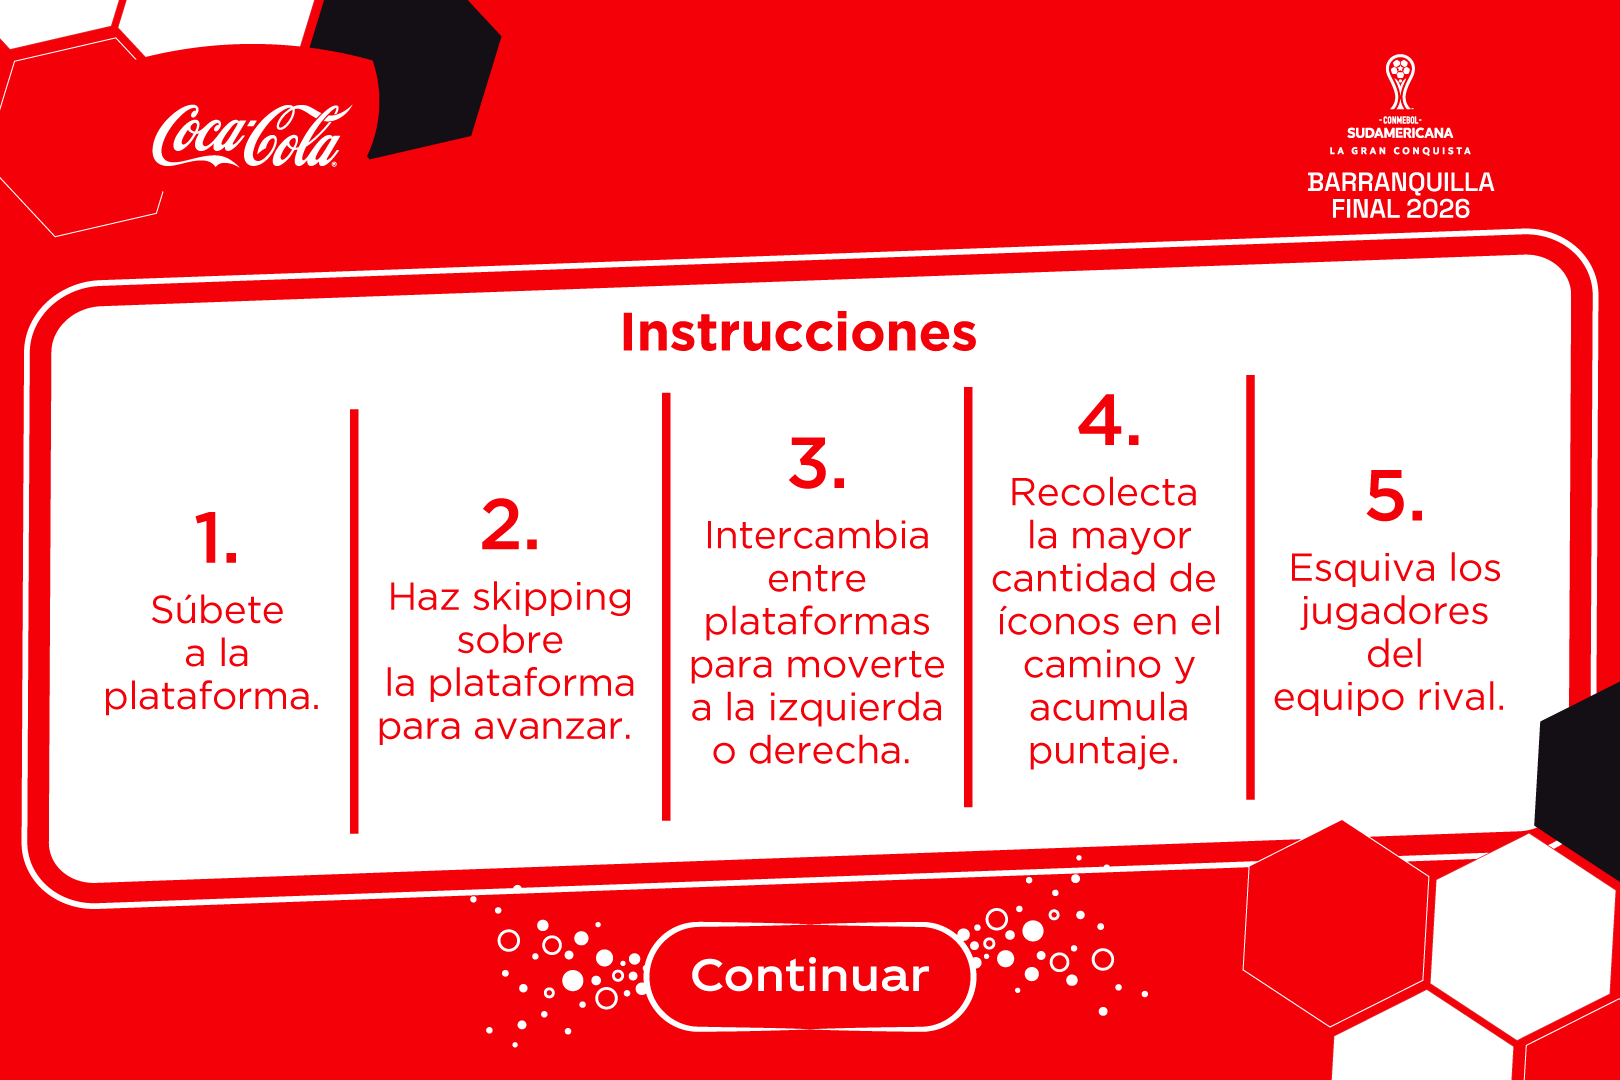 Coca-Cola
-CONMEBOL-
SUDAMERICANA
LA GRAN CONQUISTA
BARRANQUILLA
FINAL 2026
Instrucciones
1.
Súbete
a la
plataforma.
2.
Haz skipping
sobre
la plataforma
para avanzar.
3.
Intercambia
entre
plataformas
para moverte
a la izquierda
o derecha.
4.
Recolecta
la mayor
cantidad de
íconos en el
camino y
acumula
puntaje.
5.
Esquiva los
jugadores
del
equipo rival.
Continuar